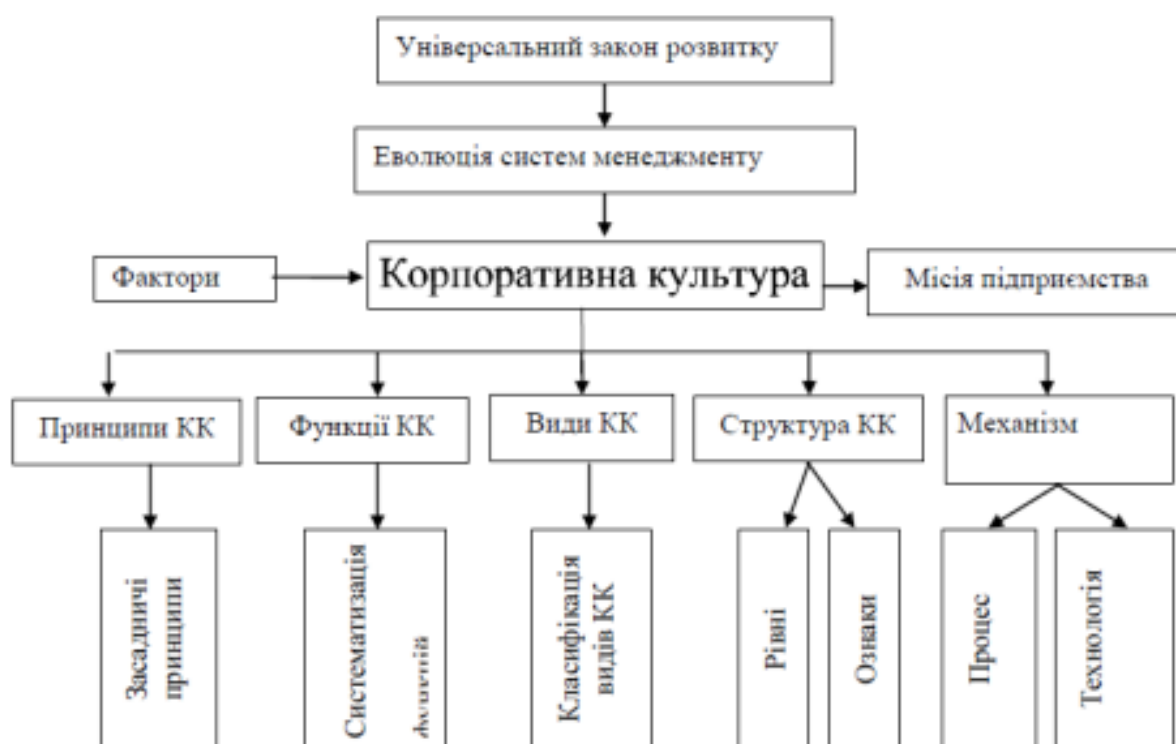 Універсальний закон розвитку
Еволюція систем менеджменту
Фактори
Корпоративна культура
Місія підприємства
Принципи КК
Функції КК
Види КК
Структура КК
Механізм
Засадничі
принципи
Систематизація
Класифікація
видів КК
Рівні
Ознаки
Процес
Технологія